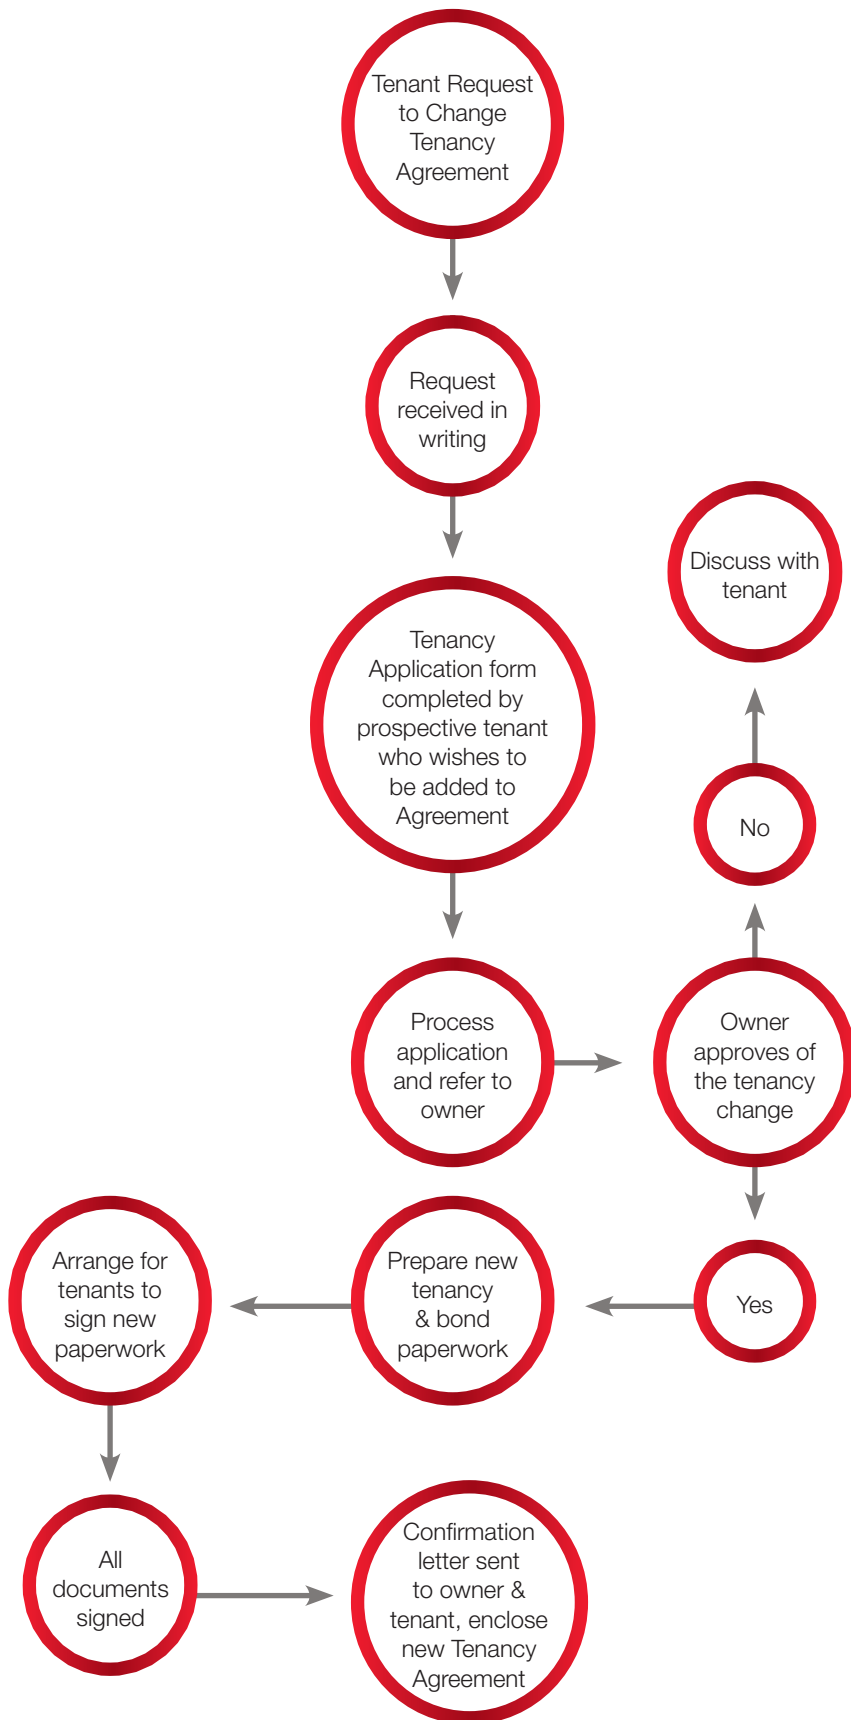 Tenant Request
to Change
Tenancy
Agreement
Request
received in
writing
Tenancy
Application form
completed by
prospective tenant
who wishes to
be added to
Agreement
Discuss with
tenant
No
Process
application
and refer to
owner
Owner
approves of
the tenancy
change
Yes
Prepare new
tenancy
& bond
paperwork
Arrange for
tenants to
sign new
paperwork
All
documents
signed
Confirmation
letter sent
to owner &
tenant, enclose
new Tenancy
Agreement